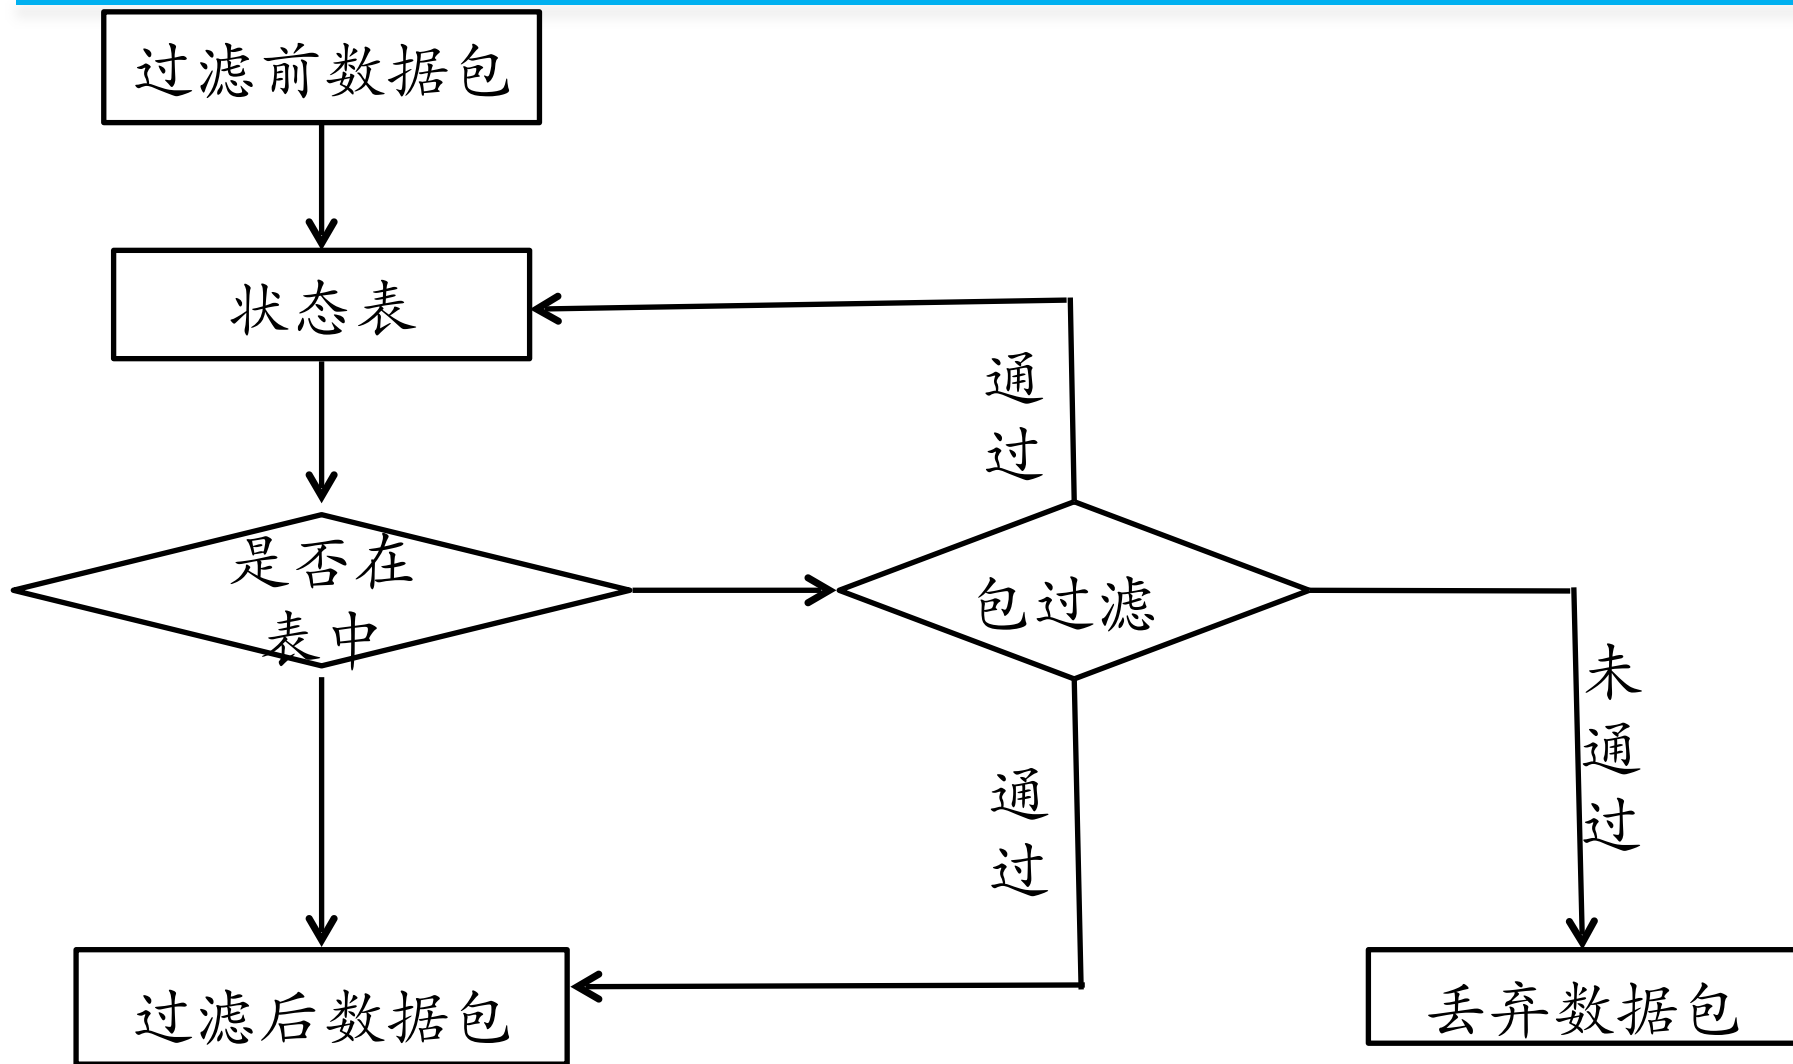 过滤前数据包
状态表
通
过
是否在
表中
包过滤
未
通
过
通
过
过滤后数据包
丢弃数据包